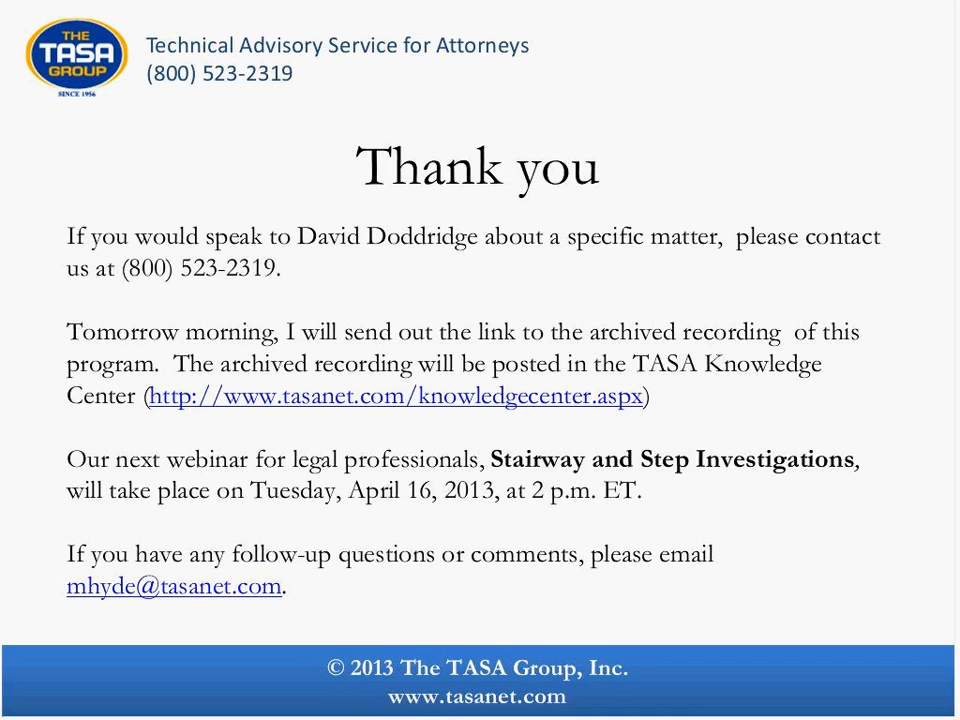 THE
TASA
GROUP
SINCE 1956
Technical Advisory Service for Attorneys
(800) 523-2319
Thank you
If you would speak to David Doddridge about a specific matter,  please contact
us at (800) 523-2319.
Tomorrow morning, I will send out the link to the archived recording  of this
program.  The archived recording will be posted in the TASA Knowledge
Center (http://www.tasanet.com/knowledgecenter.aspx)
Our next webinar for legal professionals, Stairway and Step Investigations,
will take place on Tuesday, April 16, 2013, at 2 p.m. ET.
If you have any follow-up questions or comments, please email
mhyde@tasanet.com.
© 2013 The TASA Group, Inc.
www.tasanet.com